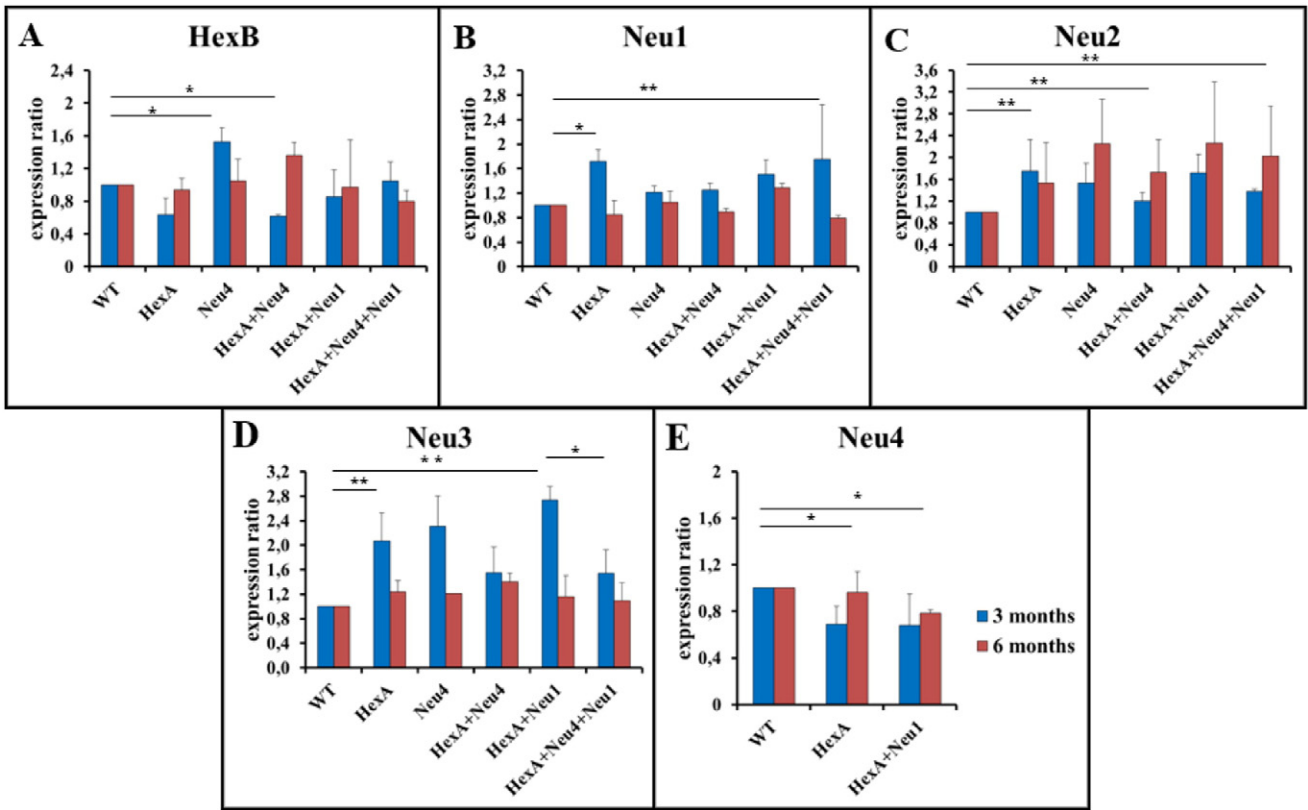 A HexB
2,4
2
1,6
1,2
0,8
0,4
0
expression ratio
*
*
WT
HexA
Neu4
HexA+Neu4
HexA+Neu1
HexA+Neu4+Neu1
B Neu1
3,2
2,8
2,4
2,0
1,6
1,2
0,8
0,4
0
expression ratio
**
*
WT
HexA
Neu4
HexA+Neu4
HexA+Neu1
HexA+Neu4+Neu1
C Neu2
3,6
3,2
2,8
2,4
2
1,6
1,2
0,8
0,4
0
expression ratio
**
**
**
WT
HexA
Neu4
HexA+Neu4
HexA+Neu1
HexA+Neu4+Neu1
D Neu3
3,2
2,8
2,4
2,0
1,6
1,2
0,8
0,4
0,0
expression ratio
* *
**
*
WT
HexA
Neu4
HexA+Neu4
HexA+Neu1
HexA+Neu4+Neu1
E Neu4
2
1,6
1,2
0,8
0,4
0
expression ratio
*
*
WT
HexA
HexA+Neu1
3 months
6 months